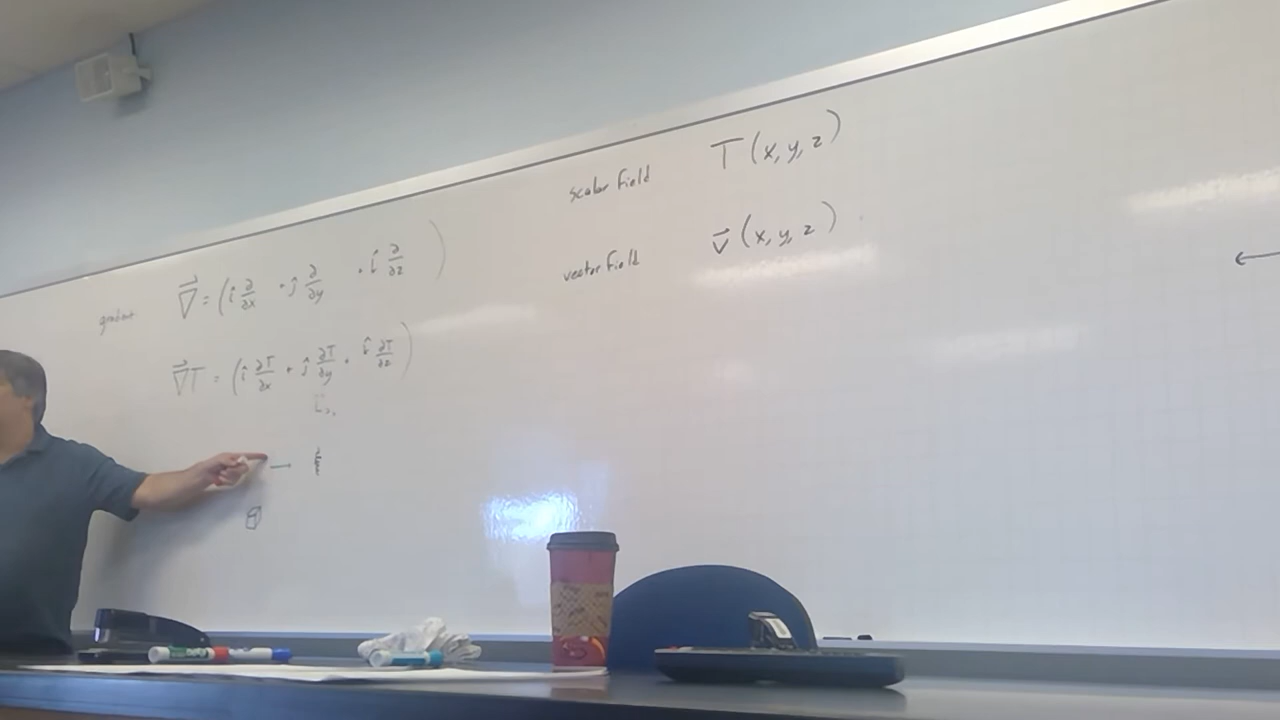 scalar field T(x,y,z)
vector field v⃗(x,y,z)
gradient ∇⃗ = (î ∂/∂x + ĵ ∂/∂y + k̂ ∂/∂z)
∇⃗T = (î ∂T/∂x + ĵ ∂T/∂y + k̂ ∂T/∂z)